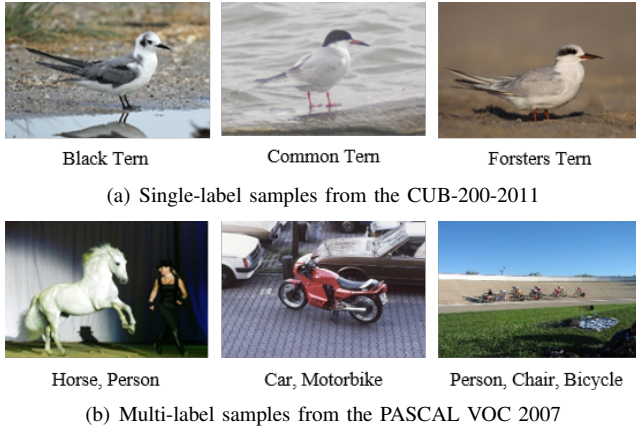 Black Tern
Common Tern
Forsters Tern
(a) Single-label samples from the CUB-200-2011
Horse, Person
Car, Motorbike
Person, Chair, Bicycle
(b) Multi-label samples from the PASCAL VOC 2007